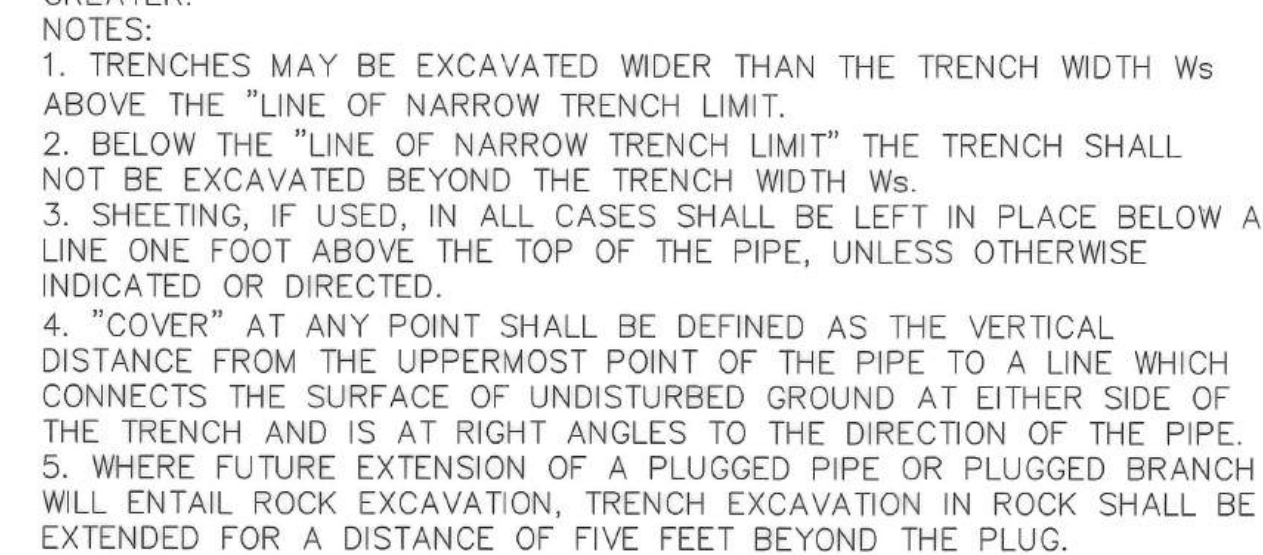 GREATER.
NOTES:
1. TRENCHES MAY BE EXCAVATED WIDER THAN THE TRENCH WIDTH Ws
ABOVE THE "LINE OF NARROW TRENCH LIMIT.
2. BELOW THE "LINE OF NARROW TRENCH LIMIT" THE TRENCH SHALL
NOT BE EXCAVATED BEYOND THE TRENCH WIDTH Ws.
3. SHEETING, IF USED, IN ALL CASES SHALL BE LEFT IN PLACE BELOW A
LINE ONE FOOT ABOVE THE TOP OF THE PIPE, UNLESS OTHERWISE
INDICATED OR DIRECTED.
4. "COVER" AT ANY POINT SHALL BE DEFINED AS THE VERTICAL
DISTANCE FROM THE UPPERMOST POINT OF THE PIPE TO A LINE WHICH
CONNECTS THE SURFACE OF UNDISTURBED GROUND AT EITHER SIDE OF
THE TRENCH AND IS AT RIGHT ANGLES TO THE DIRECTION OF THE PIPE.
5. WHERE FUTURE EXTENSION OF A PLUGGED PIPE OR PLUGGED BRANCH
WILL ENTAIL ROCK EXCAVATION, TRENCH EXCAVATION IN ROCK SHALL BE
EXTENDED FOR A DISTANCE OF FIVE FEET BEYOND THE PLUG.